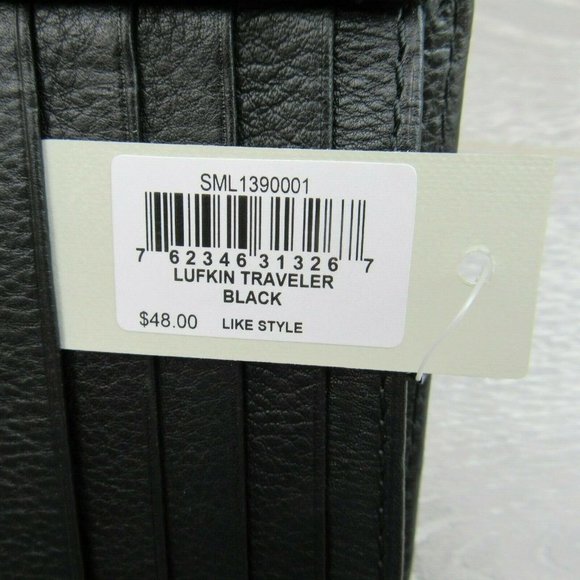 SML1390001
7 62346 31326 7
LUFKIN TRAVELER
BLACK
$48.00 LIKE STYLE